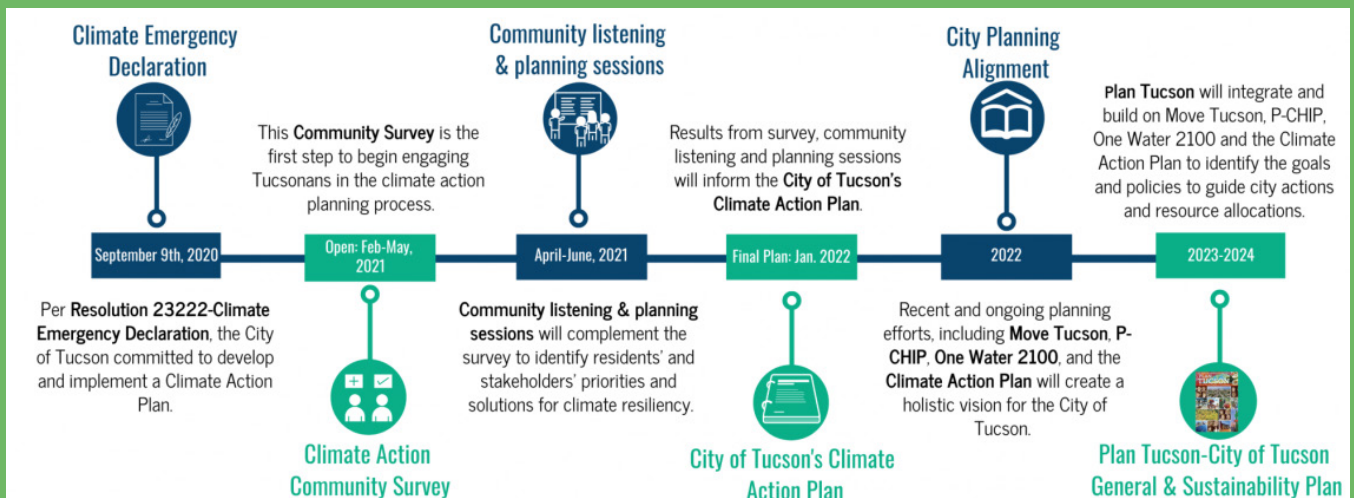 Climate Emergency
Declaration
September 9th, 2020
Per Resolution 23222-Climate
Emergency Declaration, the City
of Tucson committed to develop
and implement a Climate Action
Plan.
This Community Survey is the
first step to begin engaging
Tucsonans in the climate action
planning process.
Open: Feb-May,
2021
Climate Action
Community Survey
Community listening
& planning sessions
April-June, 2021
Community listening & planning
sessions will complement the
survey to identify residents' and
stakeholders' priorities and
solutions for climate resiliency.
Results from survey, community
listening and planning sessions
will inform the City of Tucson's
Climate Action Plan.
Final Plan: Jan. 2022
City of Tucson's Climate
Action Plan
City Planning
Alignment
2022
Recent and ongoing planning
efforts, including Move Tucson, P-
CHIP, One Water 2100, and the
Climate Action Plan will create a
holistic vision for the City of
Tucson.
Plan Tucson will integrate and
build on Move Tucson, P-CHIP,
One Water 2100 and the Climate
Action Plan to identify the goals
and policies to guide city actions
and resource allocations.
2023-2024
Plan Tucson-City of Tucson
General & Sustainability Plan